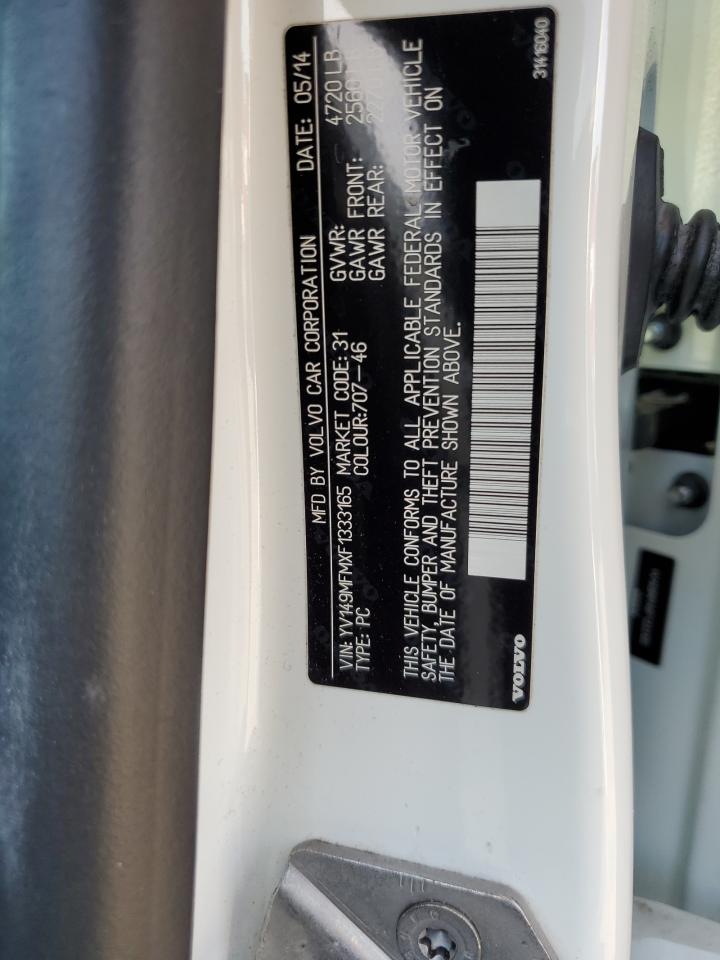 MFD BY VOLVO CAR CORPORATION DATE: 05/14
VIN: YV149MFMXF1333165 MARKET CODE: 31 GVWR: 4720 LB
TYPE: PC COLOUR:707-46 GAWR FRONT:
GAWR REAR:
THIS VEHICLE CONFORMS TO ALL APPLICABLE FEDERAL MOTOR VEHICLE
SAFETY, BUMPER AND THEFT PREVENTION STANDARDS IN EFFECT ON
THE DATE OF MANUFACTURE SHOWN ABOVE.
VOLVO 31416040